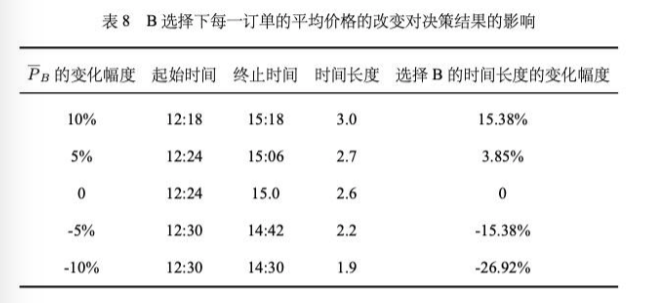 表 8 B 选择下每一订单的平均价格的改变对决策结果的影响
P̅B 的变化幅度 起始时间 终止时间 时间长度 选择 B 的时间长度的变化幅度
10% 12:18 15:18 3.0 15.38%
5% 12:24 15:06 2.7 3.85%
0 12:24 15.0 2.6 0
-5% 12:30 14:42 2.2 -15.38%
-10% 12:30 14:30 1.9 -26.92%